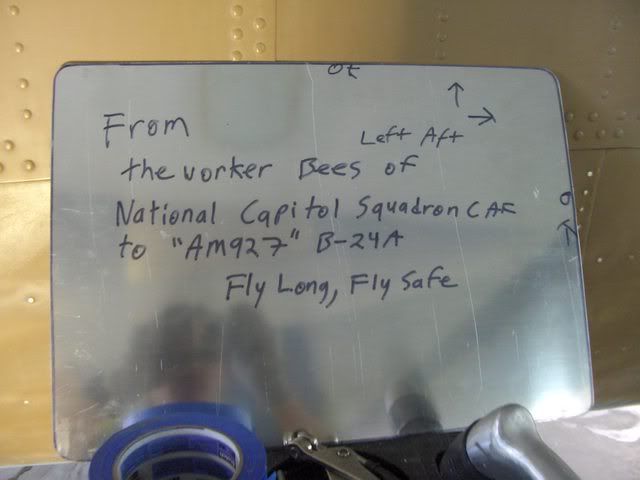 From
Left Aft
the worker Bees of
National Capitol Squadron CAF
to "AM927" B-24A
Fly Long, Fly Safe